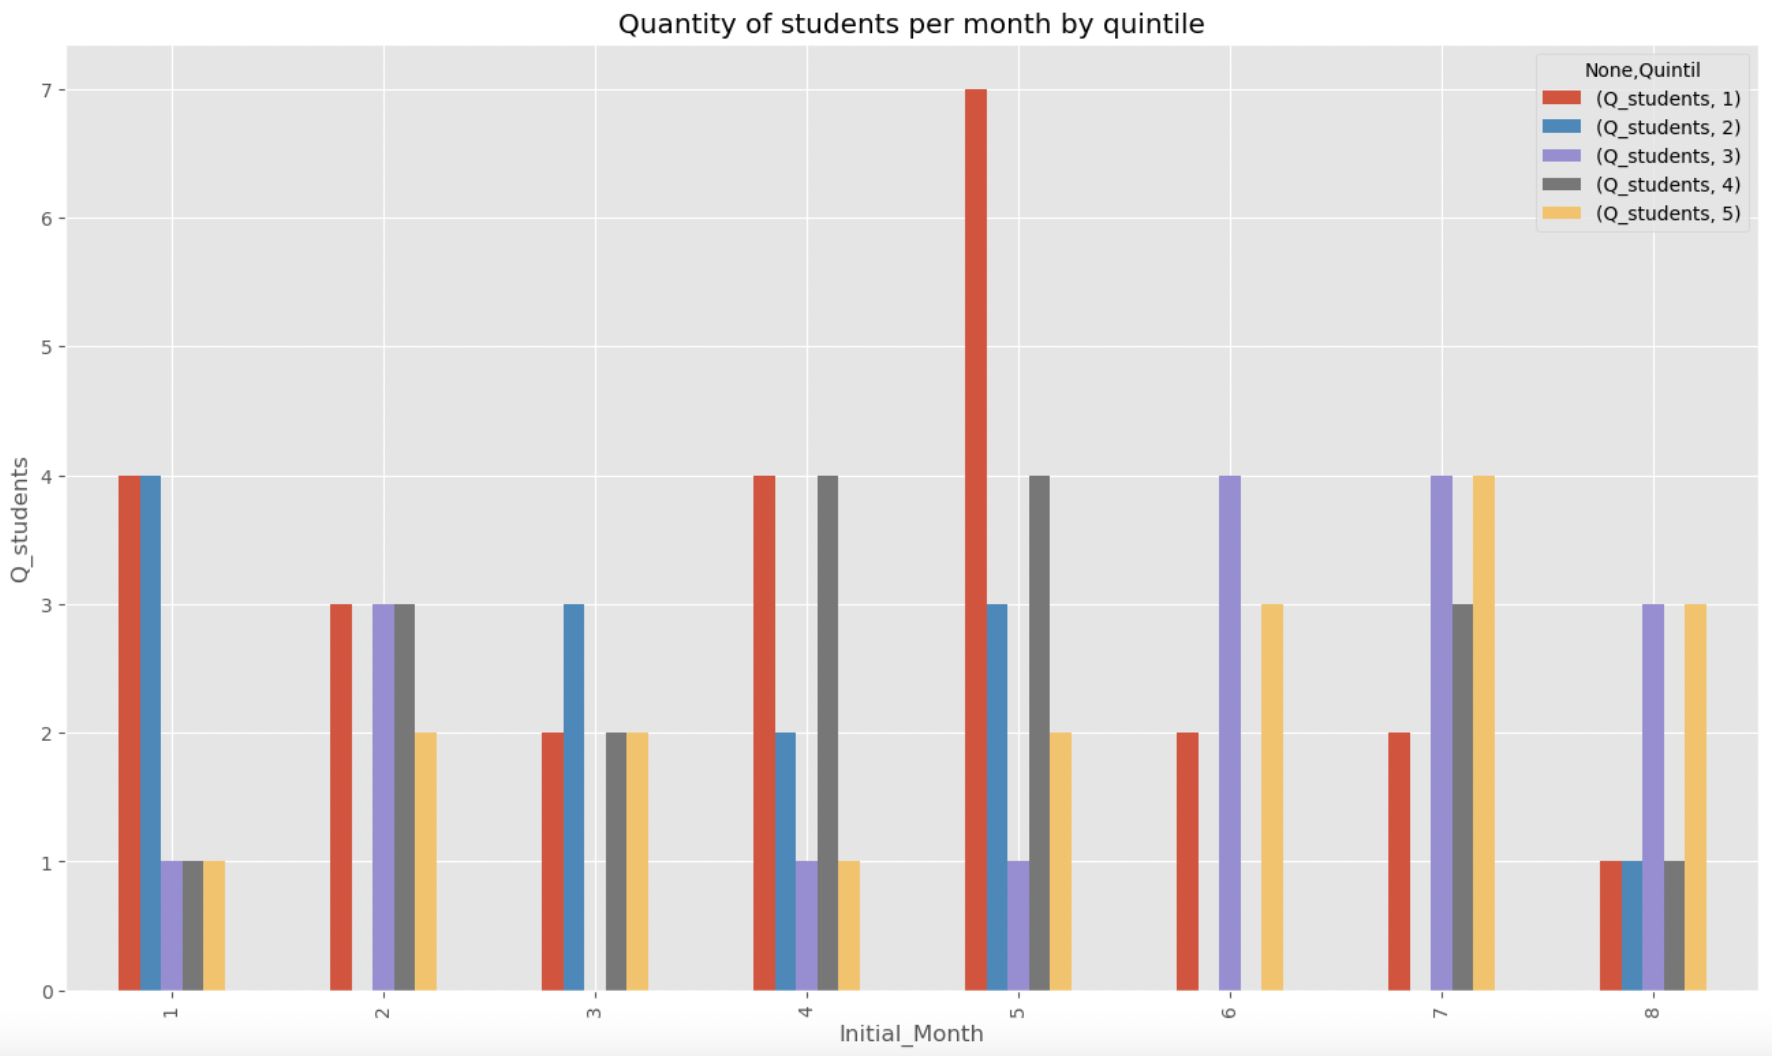 Quantity of students per month by quintile
None,Quintil
(Q_students, 1)
(Q_students, 2)
(Q_students, 3)
(Q_students, 4)
(Q_students, 5)
Q_students
7
6
5
4
3
2
1
0
1 2 3 4 5 6 7 8
Initial_Month